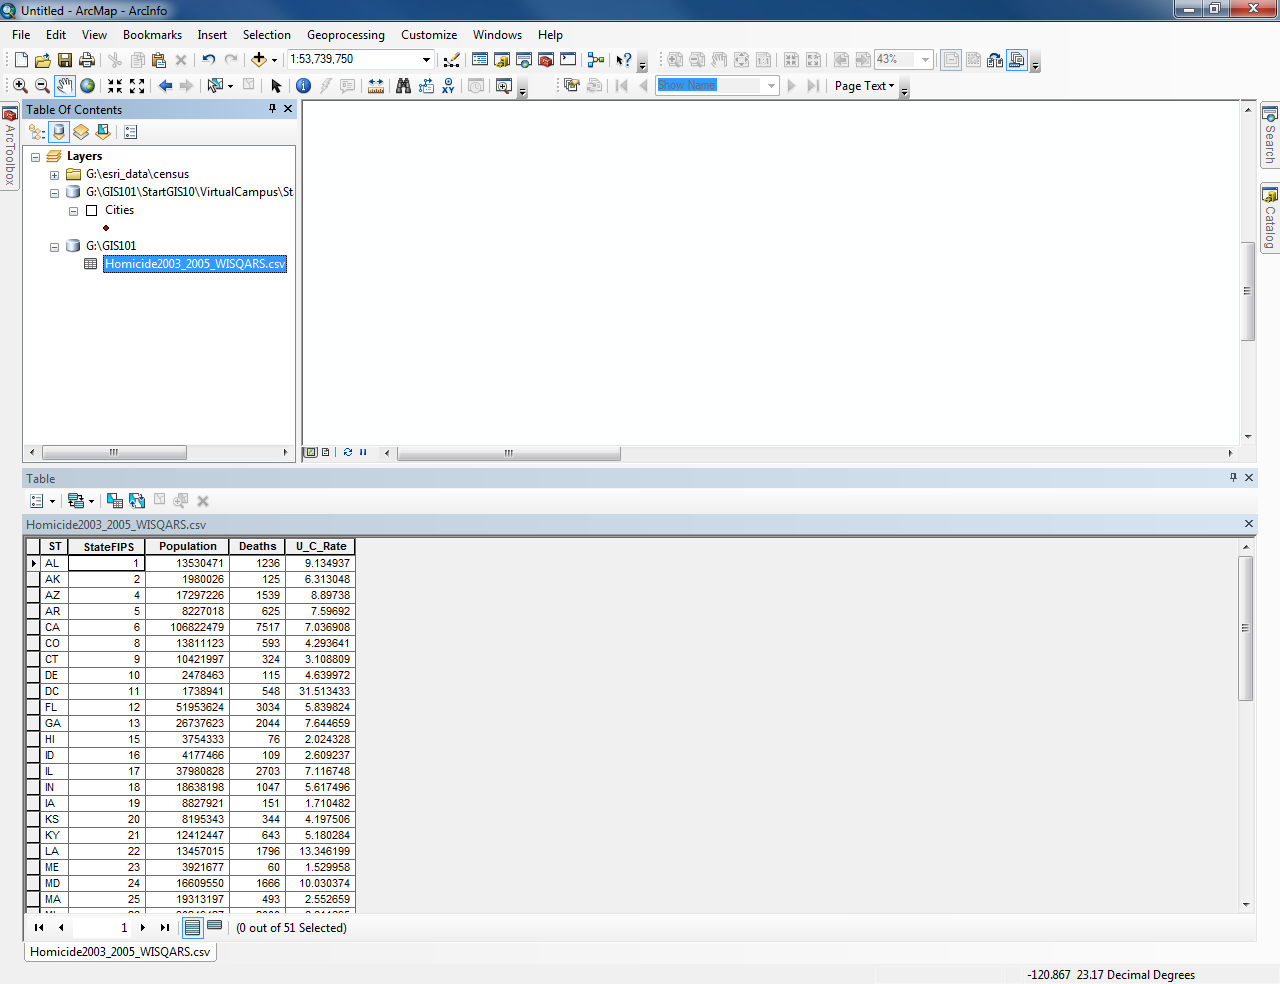 Untitled - ArcMap - ArcInfo
File Edit View Bookmarks Insert Selection Geoprocessing Customize Windows Help
1:53,739,750
43%
Show Name
Page Text
ArcToolbox
Table Of Contents
Layers
G:\esri_data\census
G:\GIS101\StartGIS10\VirtualCampus\St
Cities
G:\GIS101
Homicide2003_2005_WISQARS.csv
Search
Catalog
Table
Homicide2003_2005_WISQARS.csv
ST StateFIPS Population Deaths U_C_Rate
AL 1 13530471 1236 9.134937
AK 2 1980026 125 6.313048
AZ 4 17297226 1539 8.89738
AR 5 8227018 625 7.59692
CA 6 106822479 7517 7.036908
CO 8 13811123 593 4.293641
CT 9 10421997 324 3.108809
DE 10 2478463 115 4.639972
DC 11 1738941 548 31.513433
FL 12 51953624 3034 5.839824
GA 13 26737623 2044 7.644659
HI 15 3754333 76 2.024328
ID 16 4177466 109 2.609237
IL 17 37980828 2703 7.116748
IN 18 18638198 1047 5.617496
IA 19 8827921 151 1.710482
KS 20 8195343 344 4.197506
KY 21 12412447 643 5.180284
LA 22 13457015 1796 13.346199
ME 23 3921677 60 1.529958
MD 24 16609550 1666 10.030374
MA 25 19313197 493 2.552659
1
(0 out of 51 Selected)
Homicide2003_2005_WISQARS.csv
-120.867 23.17 Decimal Degrees